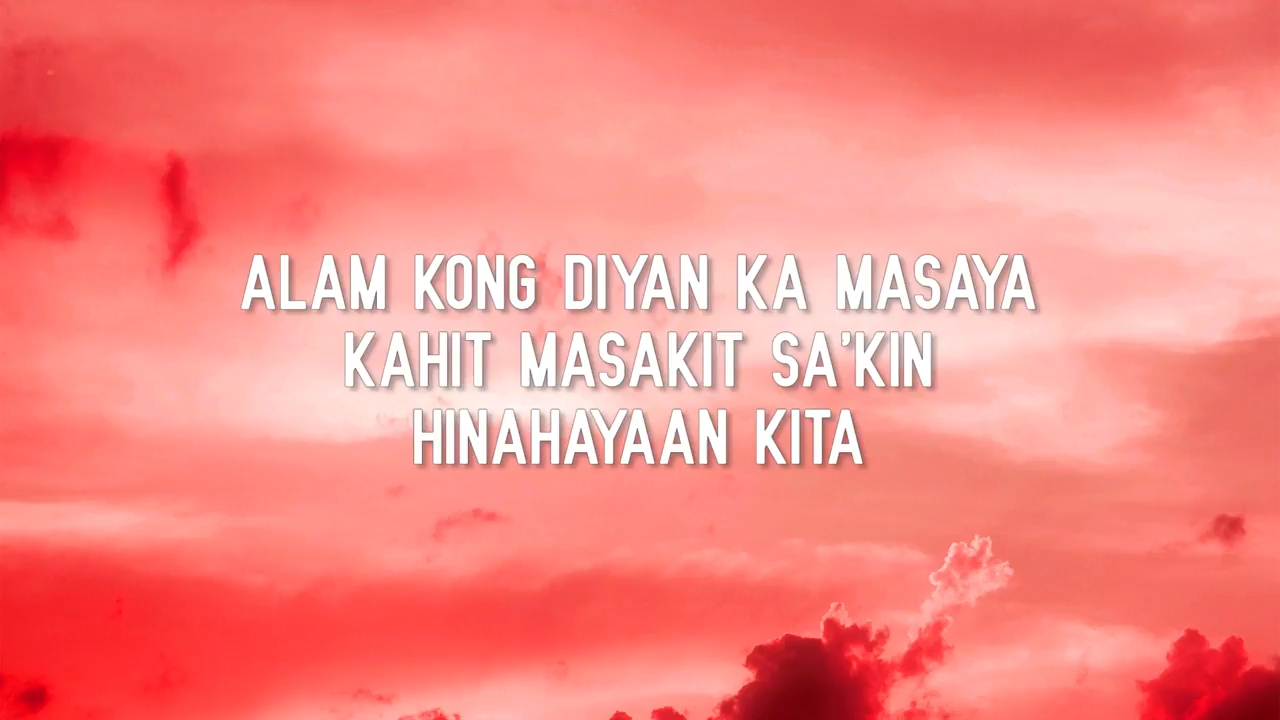 ALAM KONG DIYAN KA MASAYA
KAHIT MASAKIT SA'KIN
HINAHAYAAN KITA